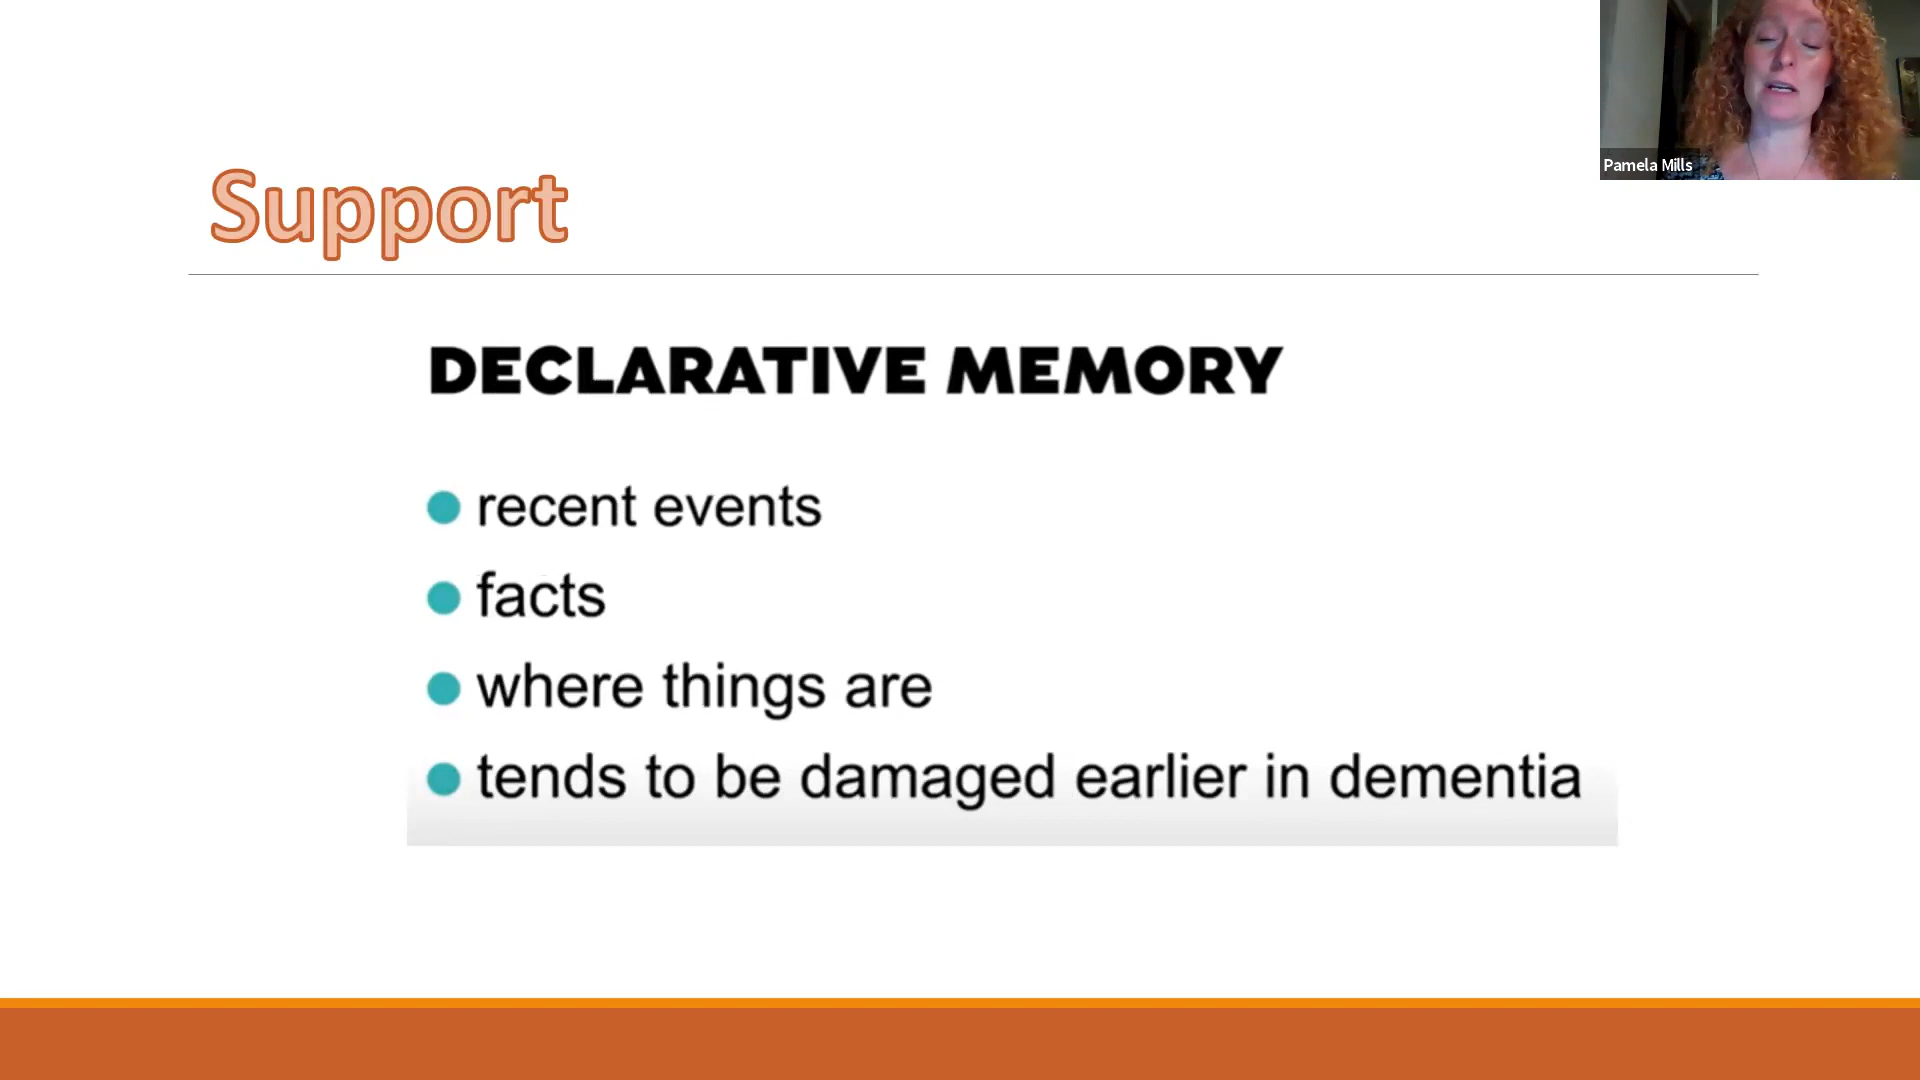 Pamela Mills
Support
DECLARATIVE MEMORY
recent events
facts
where things are
tends to be damaged earlier in dementia